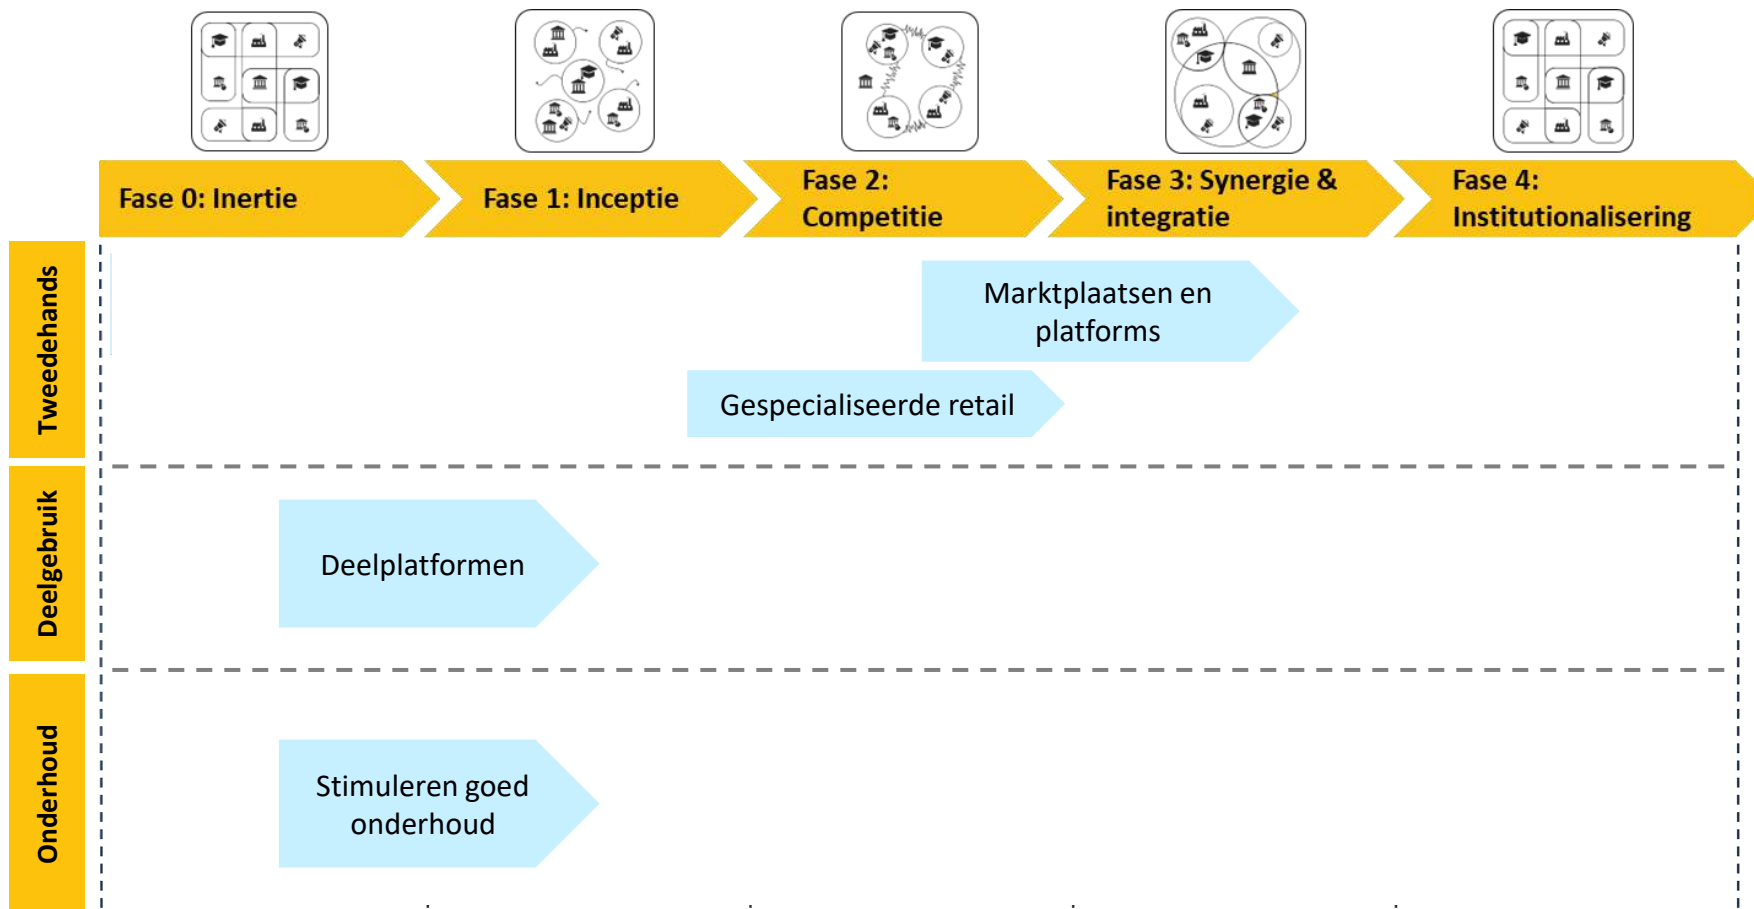 Fase 0: Inertie
Fase 1: Inceptie
Fase 2:
Competitie
Fase 3: Synergie &
integratie
Fase 4:
Institutionalisering
Tweedehands
Marktplaatsen en
platforms
Gespecialiseerde retail
Deelgebruik
Deelplatformen
Onderhoud
Stimuleren goed
onderhoud